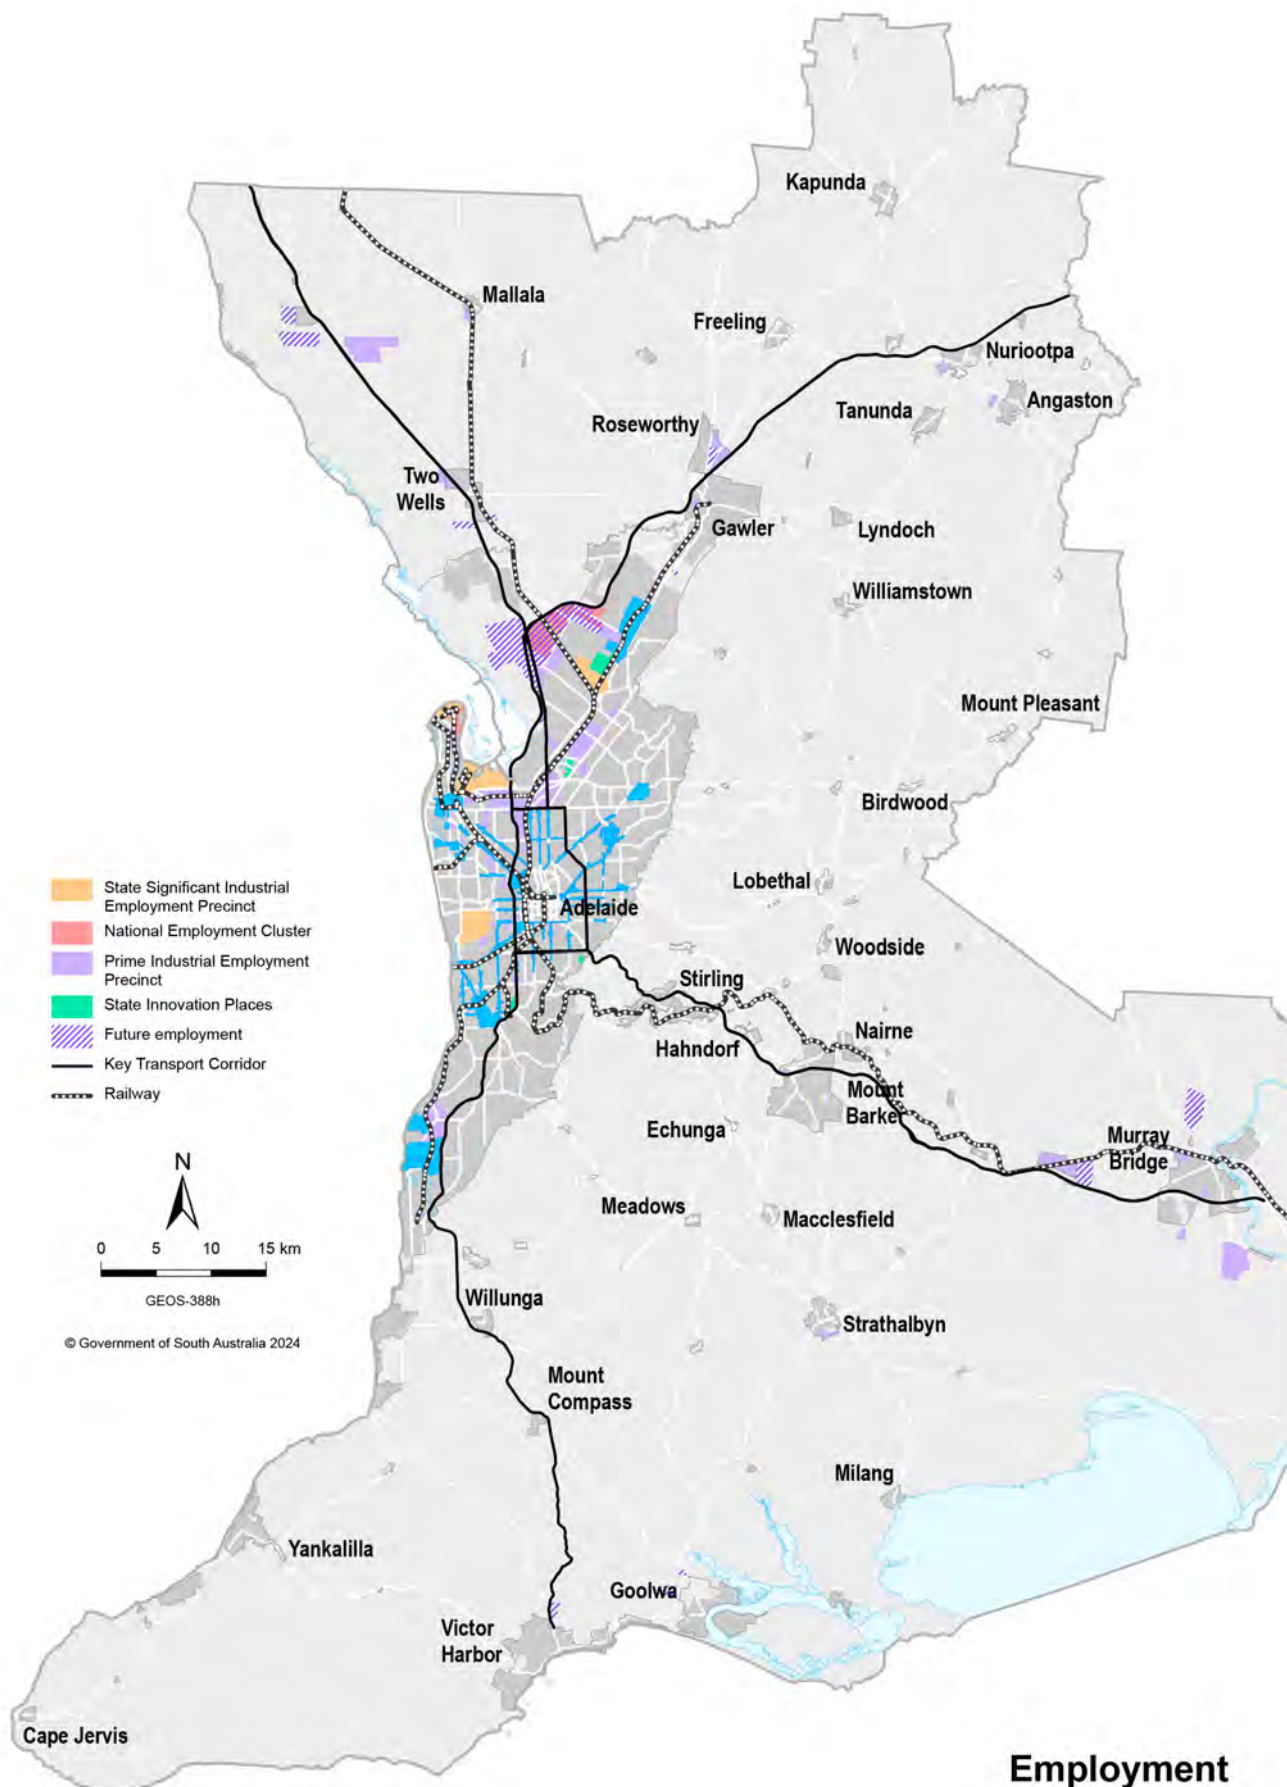 Kapunda
Mallala
Freeling
Nuriootpa
Angaston
Tanunda
Roseworthy
Two
Wells
Gawler
Lyndoch
Williamstown
Mount Pleasant
Birdwood
Lobethal
State Significant Industrial
Employment Precinct
National Employment Cluster
Prime Industrial Employment
Precinct
State Innovation Places
Future employment
Key Transport Corridor
Railway
Adelaide
Woodside
Stirling
Nairne
Hahndorf
Mount
Barker
Echunga
Murray
Bridge
N
0 5 10 15 km
GEOS-388h
© Government of South Australia 2024
Meadows
Macclesfield
Willunga
Strathalbyn
Mount
Compass
Milang
Yankalilla
Goolwa
Victor
Harbor
Cape Jervis
Employment